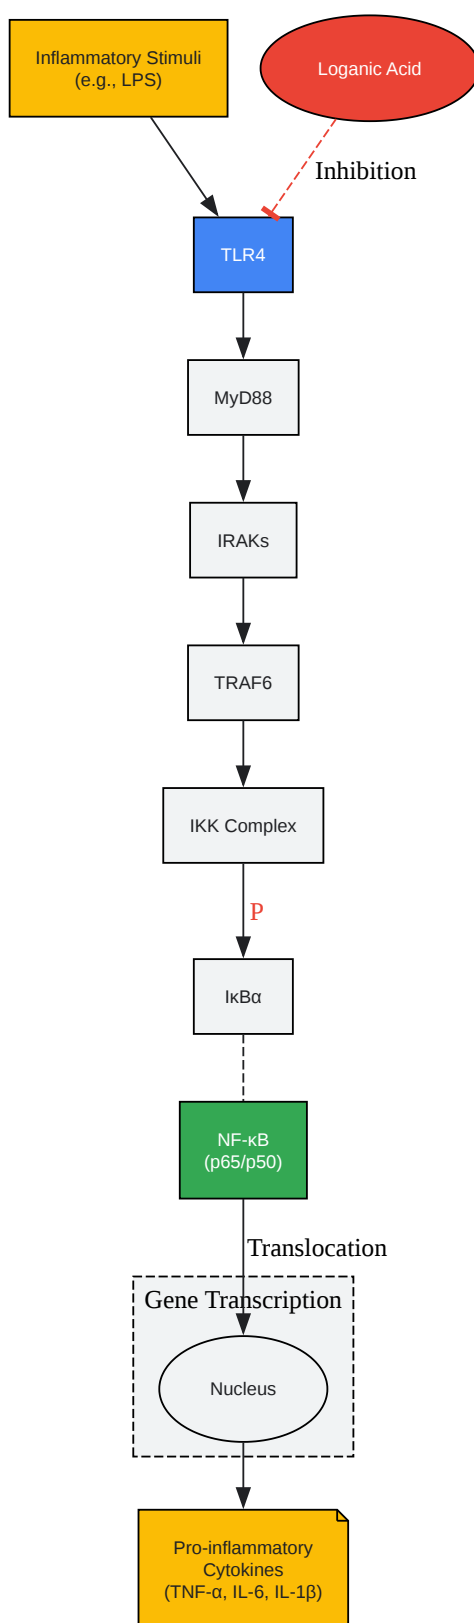 Inflammatory Stimuli
(e.g., LPS)
Loganic Acid
Inhibition
TLR4
MyD88
IRAKs
TRAF6
IKK Complex
P
IκBα
NF-κB
(p65/p50)
Translocation
Gene Transcription
Nucleus
Pro-inflammatory
Cytokines
(TNF-α, IL-6, IL-1β)